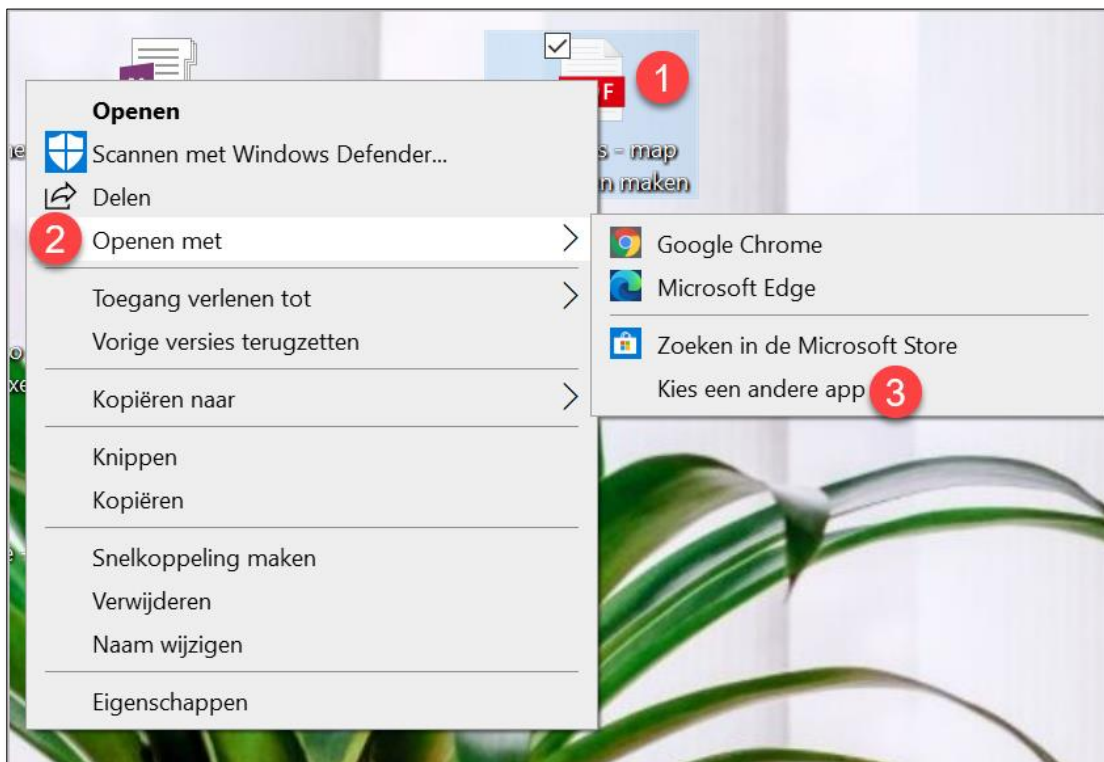 1
s - map
n maken
Openen
Scannen met Windows Defender...
Delen
2
Openen met
Toegang verlenen tot
Vorige versies terugzetten
Kopiëren naar
Knippen
Kopiëren
Snelkoppeling maken
Verwijderen
Naam wijzigen
Eigenschappen
Google Chrome
Microsoft Edge
Zoeken in de Microsoft Store
Kies een andere app
3